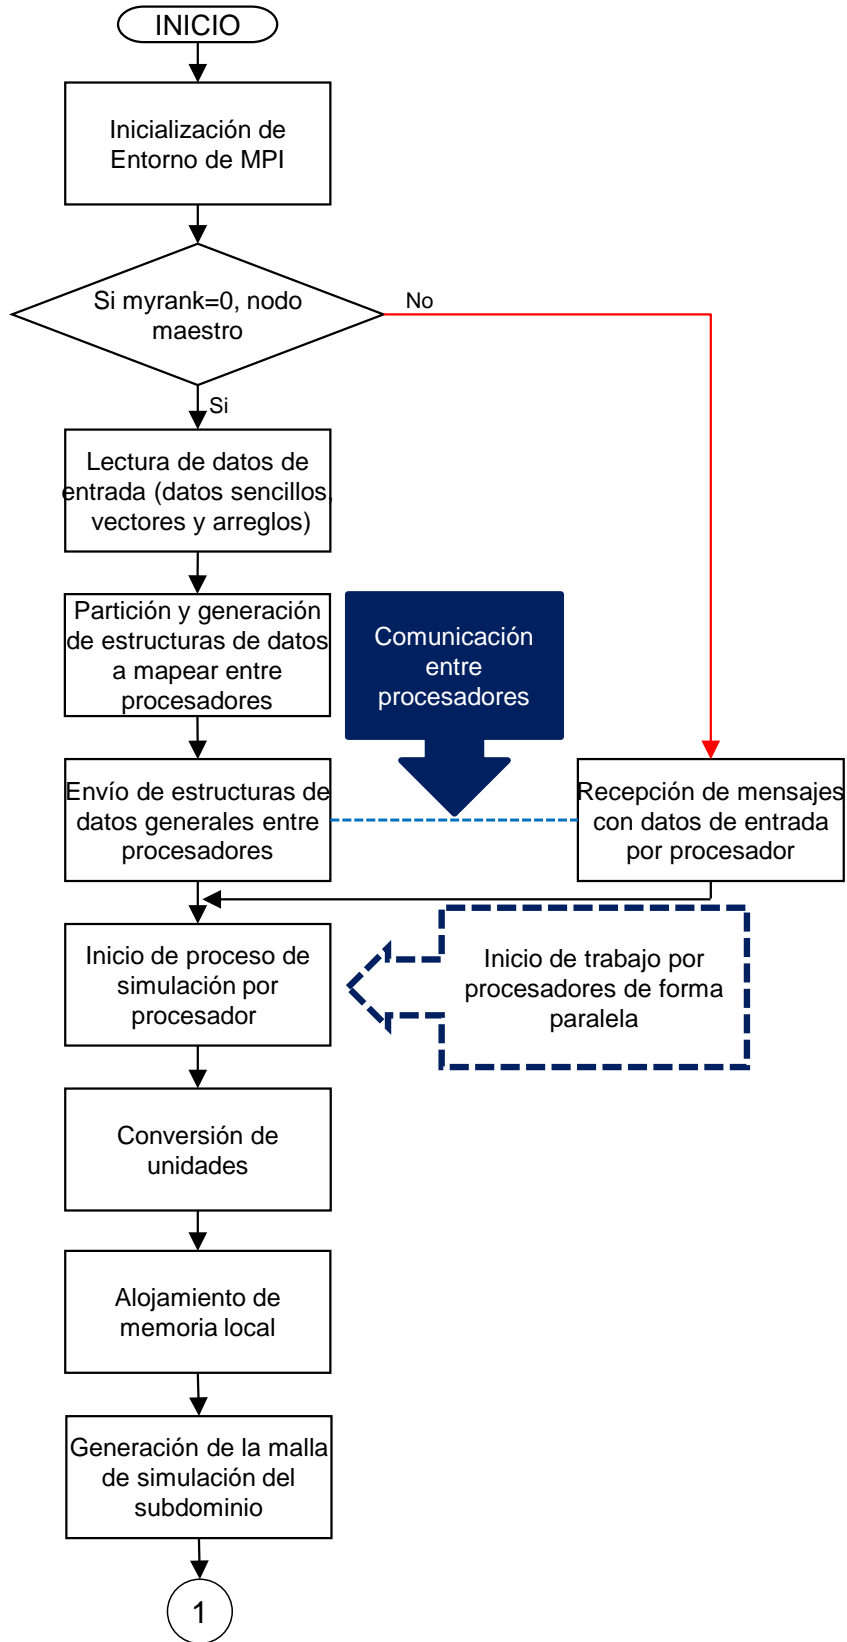 INICIO
Inicialización de
Entorno de MPI
Si myrank=0, nodo
maestro
No
Si
Lectura de datos de
entrada (datos sencillos,
vectores y arreglos)
Partición y generación
de estructuras de datos
a mapear entre
procesadores
Comunicación
entre
procesadores
Envío de estructuras de
datos generales entre
procesadores
Recepción de mensajes
con datos de entrada
por procesador
Inicio de proceso de
simulación por
procesador
Inicio de trabajo por
procesadores de forma
paralela
Conversión de
unidades
Alojamiento de
memoria local
Generación de la malla
de simulación del
subdominio
1